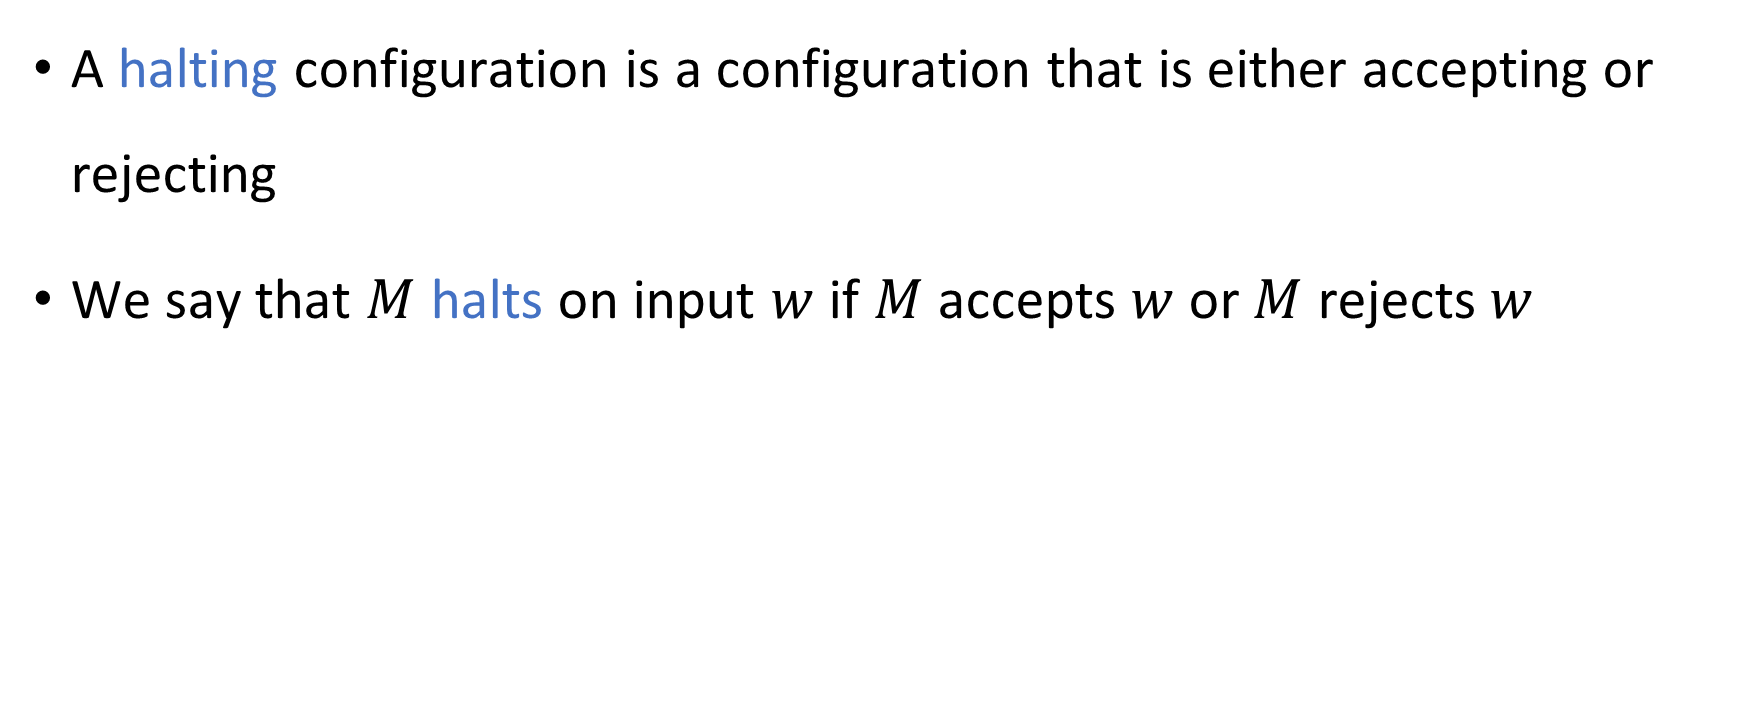 • A halting configuration is a configuration that is either accepting or
rejecting
• We say that M halts on input w if M accepts w or M rejects w